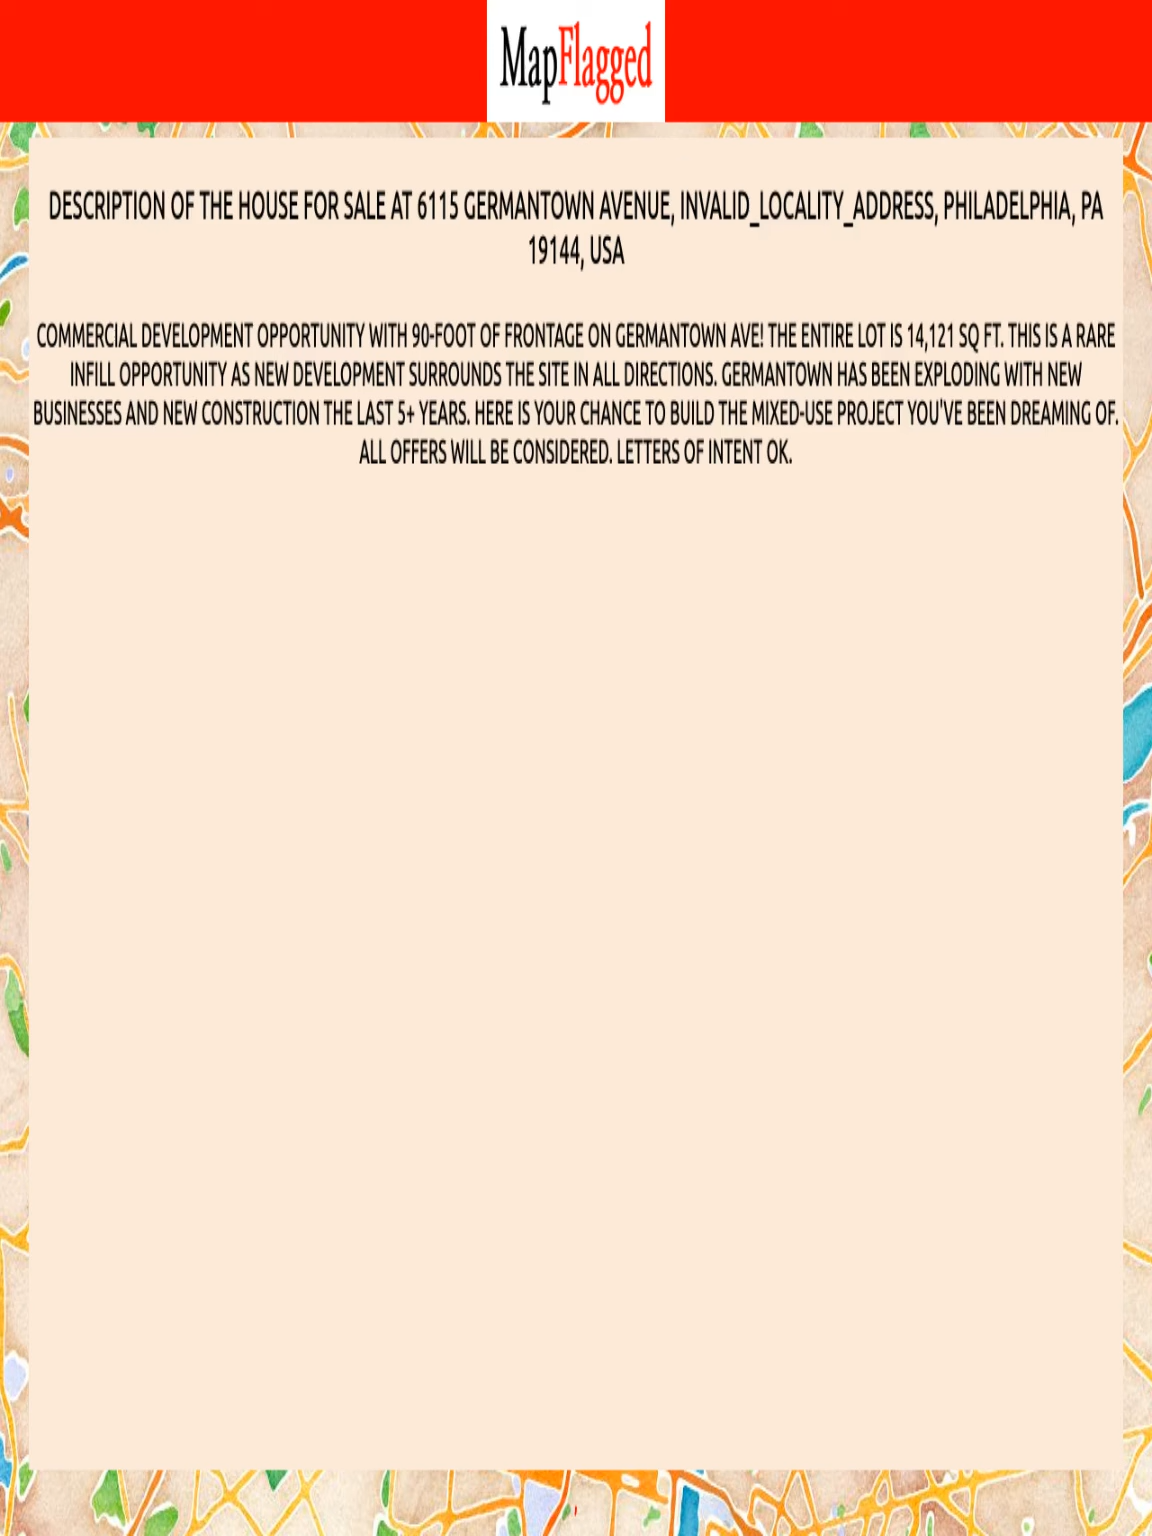 MapFlagged
DESCRIPTION OF THE HOUSE FOR SALE AT 6115 GERMANTOWN AVENUE, INVALID_LOCALITY_ADDRESS, PHILADELPHIA, PA
19144, USA
COMMERCIAL DEVELOPMENT OPPORTUNITY WITH 90-FOOT OF FRONTAGE ON GERMANTOWN AVE! THE ENTIRE LOT IS 14,121 SQ FT. THIS IS A RARE
INFILL OPPORTUNITY AS NEW DEVELOPMENT SURROUNDS THE SITE IN ALL DIRECTIONS. GERMANTOWN HAS BEEN EXPLODING WITH NEW
BUSINESSES AND NEW CONSTRUCTION THE LAST 5+ YEARS. HERE IS YOUR CHANCE TO BUILD THE MIXED-USE PROJECT YOU'VE BEEN DREAMING OF.
ALL OFFERS WILL BE CONSIDERED. LETTERS OF INTENT OK.